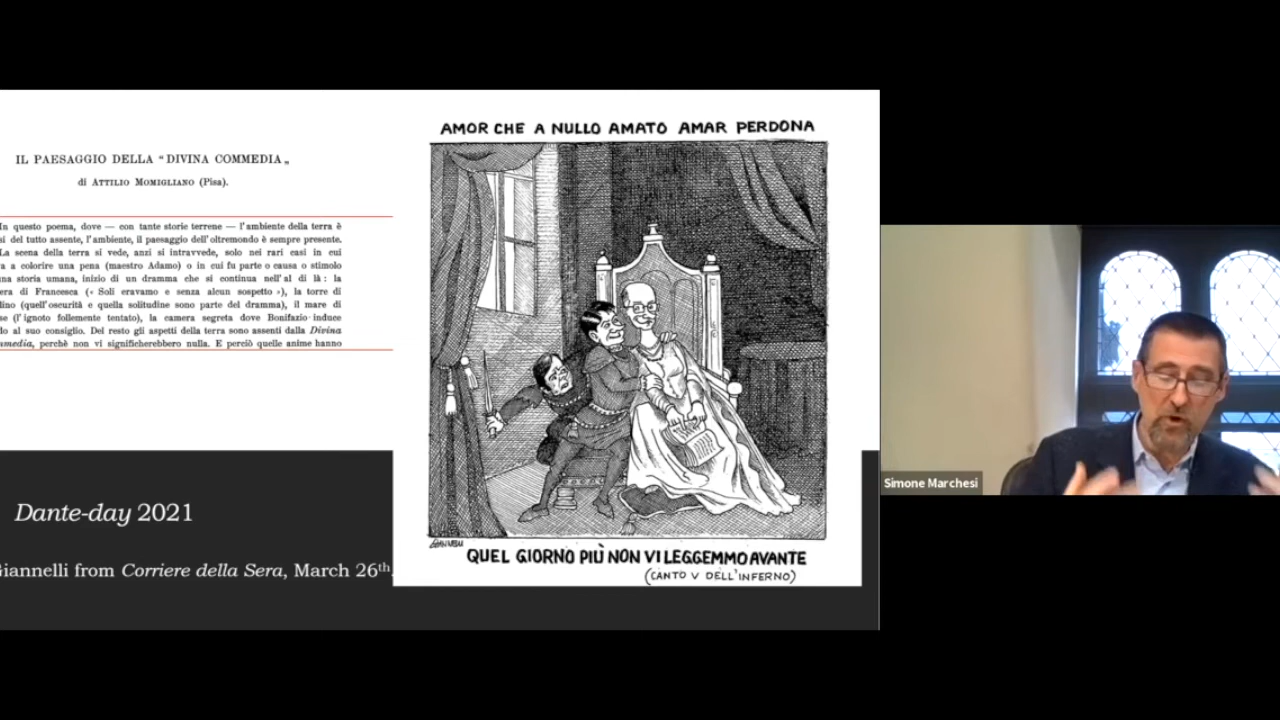 IL PAESAGGIO DELLA “DIVINA COMMEDIA„
di ATTILIO MOMIGLIANO (Pisa).
In questo poema, dove — con tante storie terrene — l'ambiente della terra è
si del tutto assente, l'ambiente, il paesaggio dell'oltremondo è sempre presente.
La scena della terra si vede, anzi si intravvede, solo nei rari casi in cui
va a colorire una pena (maestro Adamo) o in cui fu parte o causa o stimolo
una storia umana, inizio di un dramma che si continua nell'al di là: la
era di Francesca (« Soli eravamo e senza alcun sospetto »), la torre di
lino (quell'oscurità e quella solitudine sono parte del dramma), il mare di
se (l'ignoto follemente tentato), la camera segreta dove Bonifazio induce
do al suo consiglio. Del resto gli aspetti della terra sono assenti dalla Divina
mmedia, perchè non vi significherebbero nulla. E perciò quelle anime hanno
Dante-day 2021
Giannelli from Corriere della Sera, March 26th,
AMOR CHE A NULLO AMATO AMAR PERDONA
QUEL GIORNO PIÙ NON VI LEGGEMMO AVANTE
(CANTO V DELL'INFERNO)
Simone Marchesi